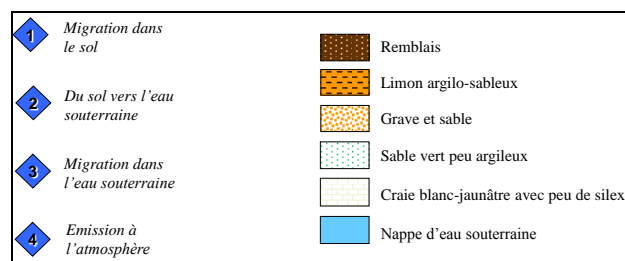 1 Migration dans
le sol
2 Du sol vers l'eau
souterraine
3 Migration dans
l'eau souterraine
4 Emission à
l'atmosphère
Remblais
Limon argilo-sableux
Grave et sable
Sable vert peu argileux
Craie blanc-jaunâtre avec peu de silex
Nappe d'eau souterraine